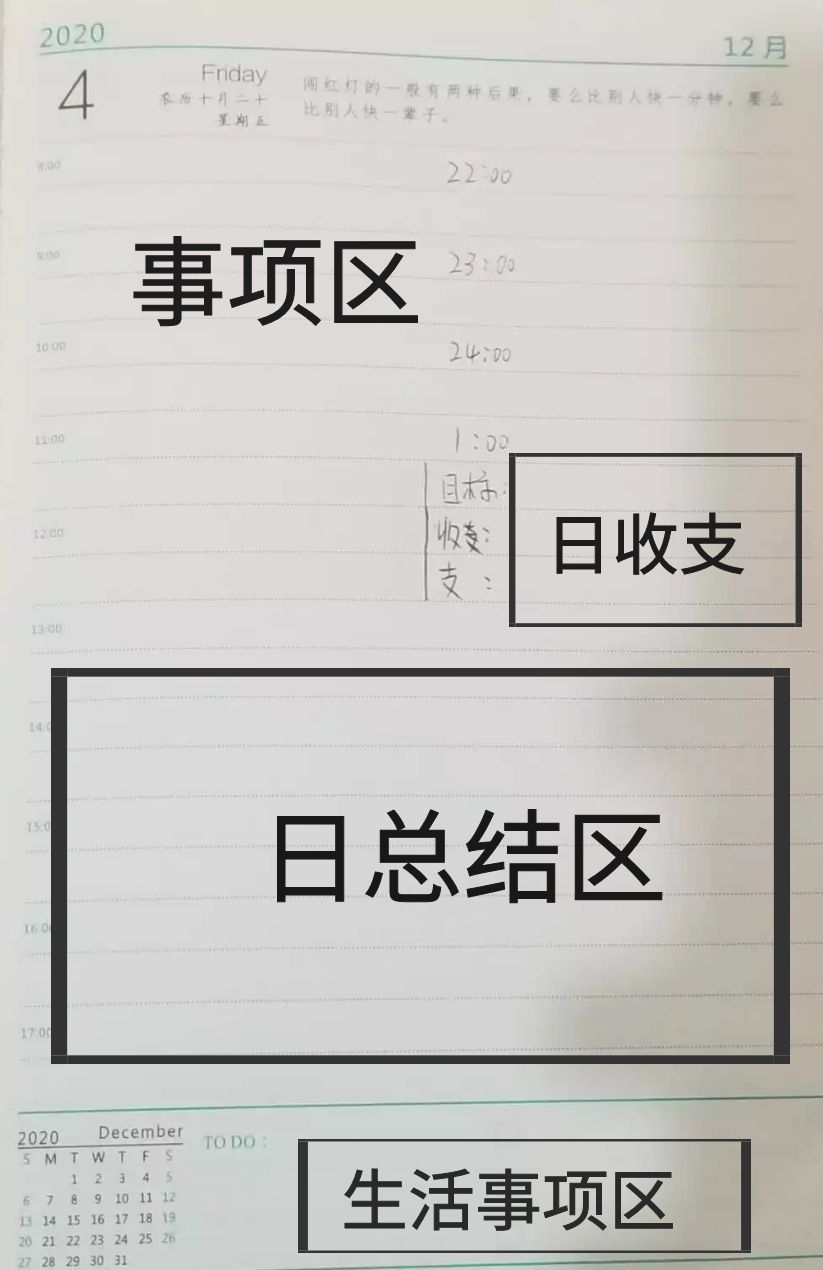 2020 12月
4 Friday
农历十月二十
星期五
闯红灯的一般有两种后果，要么比别人快一分钟，要么
比别人快一辈子。
8:00 22:00
事项区
9:00 23:00
10:00 24:00
11:00 1:00
目标:
收:
支:
日收支
12:00
13:00
14:0
日总结区
15:0
16:0
17:00
2020 December
S M T W T F S
1 2 3 4 5
6 7 8 9 10 11 12
13 14 15 16 17 18 19
20 21 22 23 24 25 26
27 28 29 30 31
TO DO：
生活事项区